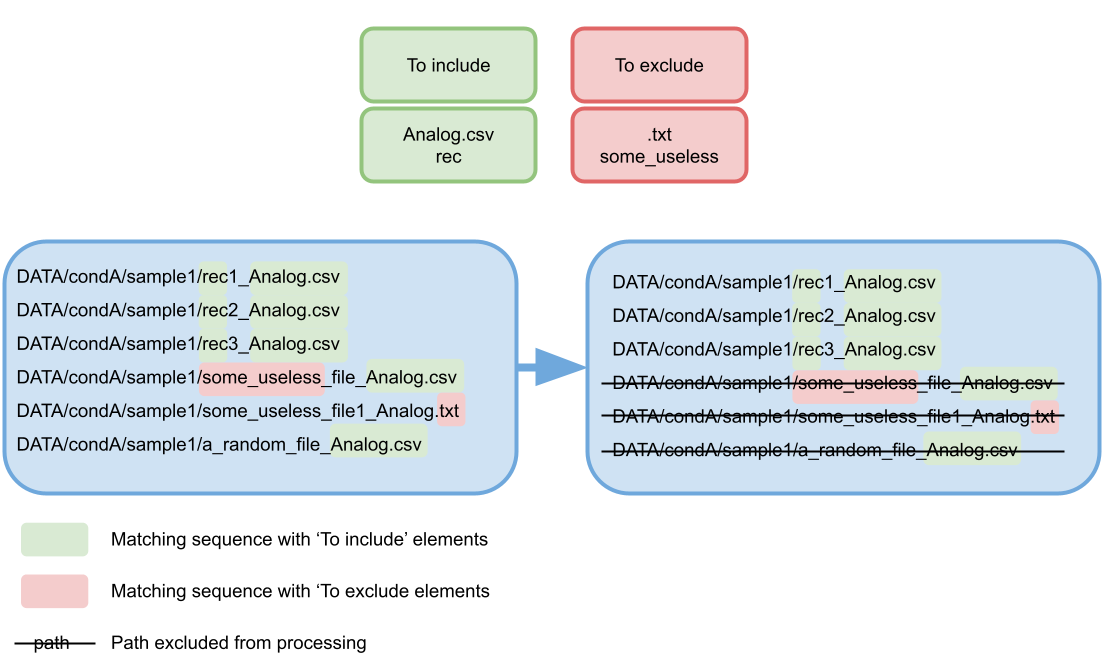 To include
To exclude
Analog.csv
rec
.txt
some_useless
DATA/condA/sample1/rec1_Analog.csv
DATA/condA/sample1/rec2_Analog.csv
DATA/condA/sample1/rec3_Analog.csv
DATA/condA/sample1/some_useless_file_Analog.csv
DATA/condA/sample1/some_useless_file1_Analog.txt
DATA/condA/sample1/a_random_file_Analog.csv
DATA/condA/sample1/rec1_Analog.csv
DATA/condA/sample1/rec2_Analog.csv
DATA/condA/sample1/rec3_Analog.csv
DATA/condA/sample1/some_useless_file_Analog.csv
DATA/condA/sample1/some_useless_file1_Analog.txt
DATA/condA/sample1/a_random_file_Analog.csv
Matching sequence with ‘To include’ elements
Matching sequence with ‘To exclude elements
path
Path excluded from processing